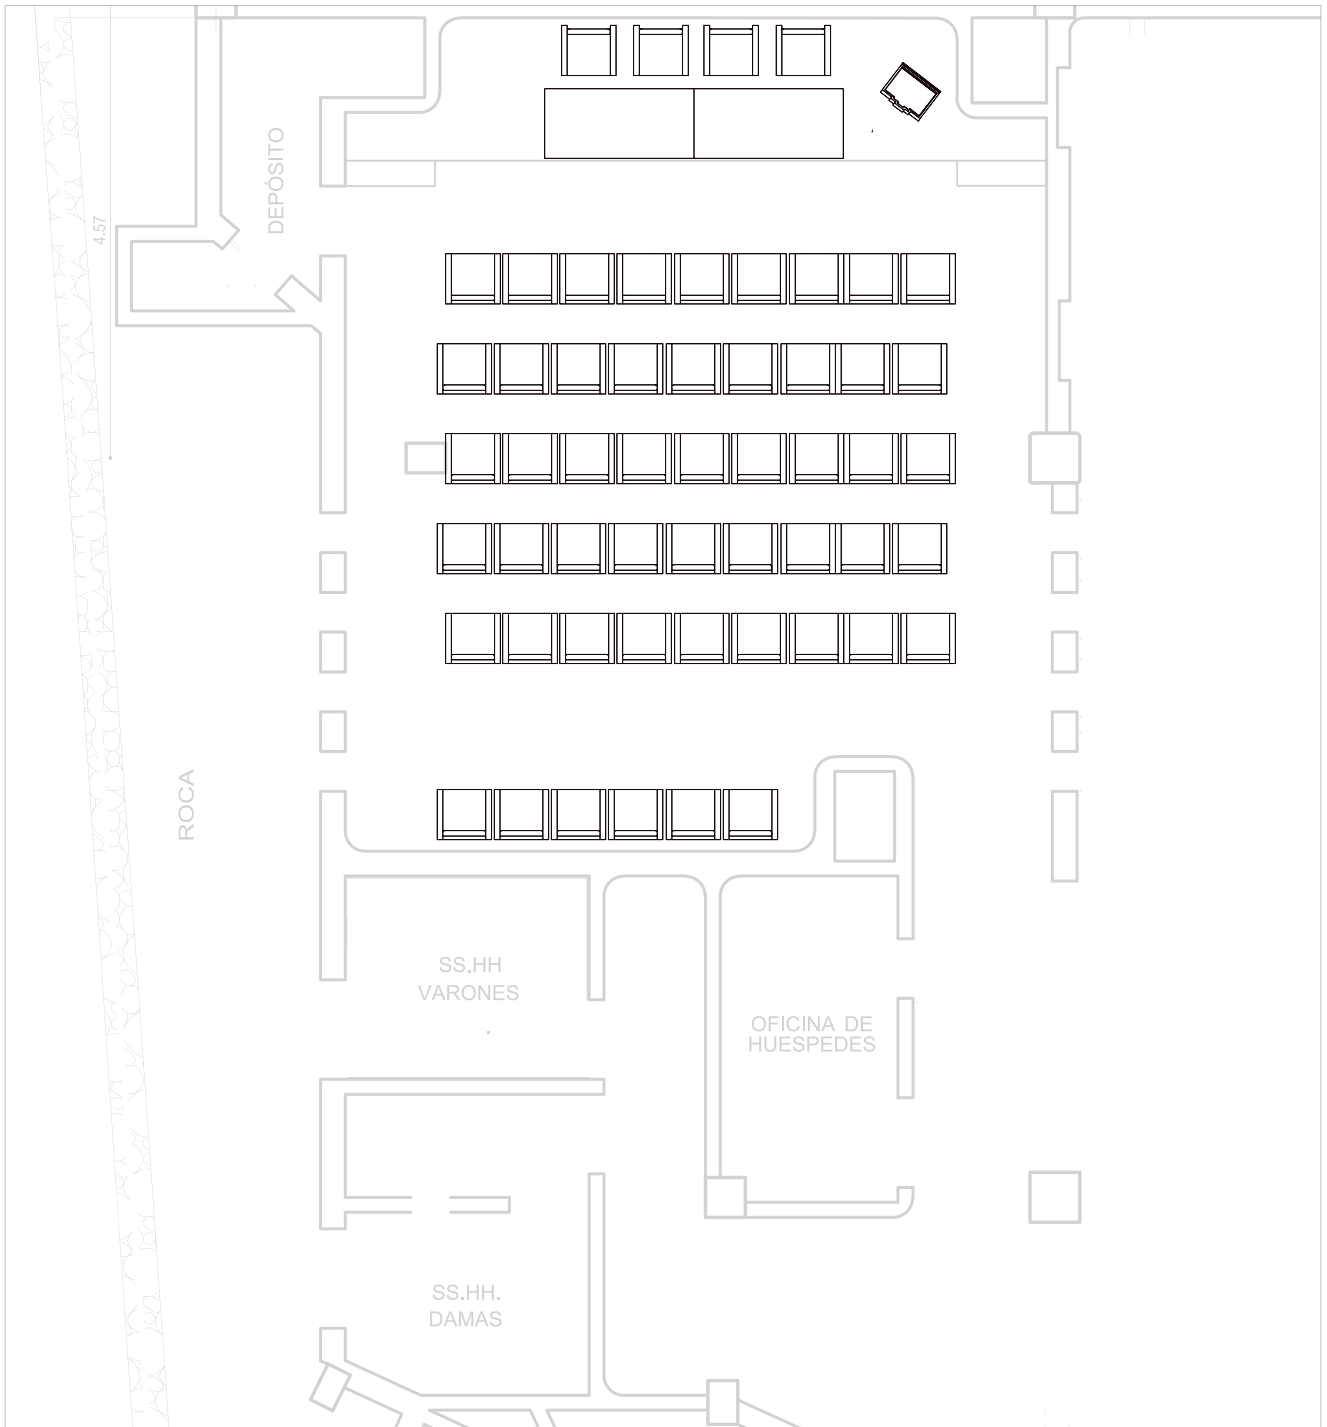 DEPÓSITO
4.57
ROCA
SS.HH
VARONES
OFICINA DE
HUESPEDES
SS.HH.
DAMAS